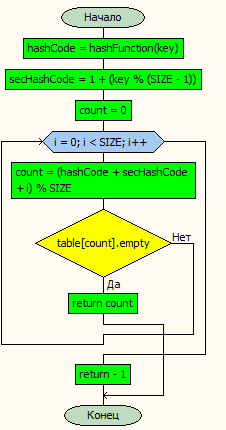 Начало
hashCode = hashFunction(key)
secHashCode = 1 + (key % (SIZE - 1))
count = 0
i = 0; i < SIZE; i++
count = (hashCode + secHashCode
+ i) % SIZE
table[count].empty
Нет
Да
return count
return - 1
Конец